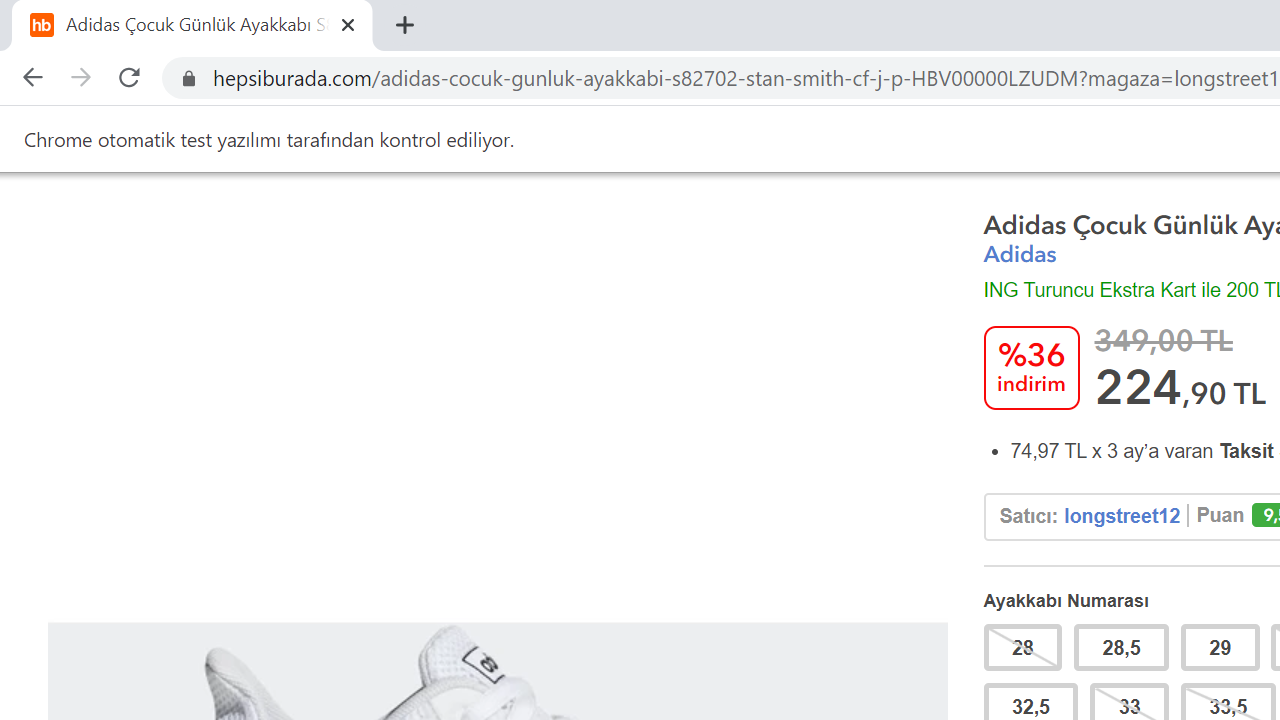 hb Adidas Çocuk Günlük Ayakkabı
hepsiburada.com/adidas-cocuk-gunluk-ayakkabi-s82702-stan-smith-cf-j-p-HBV00000LZUDM?magaza=longstreet1
Chrome otomatik test yazılımı tarafından kontrol ediliyor.
Adidas Çocuk Günlük Aya
Adidas
ING Turuncu Ekstra Kart ile 200 TL
%36
indirim
349,00 TL
224,90 TL
74,97 TL x 3 ay’a varan Taksit
Satıcı: longstreet12 | Puan 9,
Ayakkabı Numarası
28 28,5 29
32,5 33 33,5